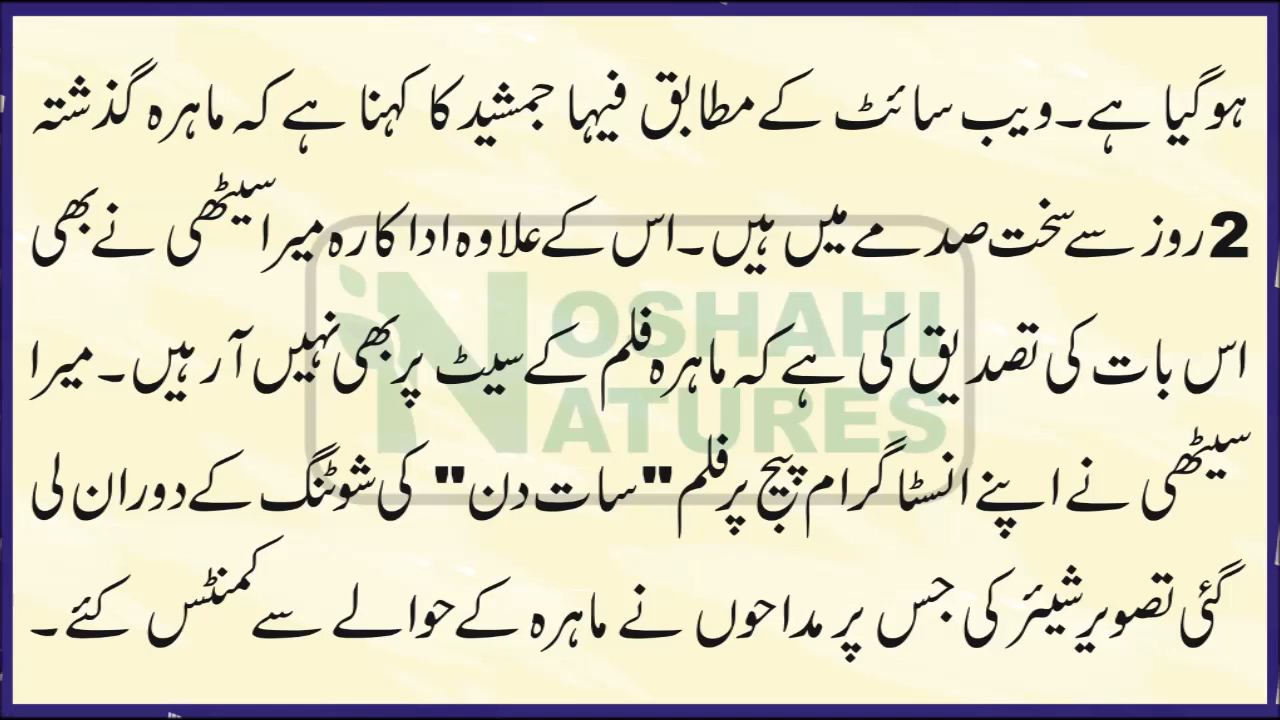 ہوگیا ہے۔ویب سائٹ کے مطابق فیہا جمشید کا کہنا ہے کہ ماہرہ گذشتہ
2 روز سے سخت صدمے میں ہیں۔اس کے علاوہ اداکارہ میرا سیٹھی نے بھی
اس بات کی تصدیق کی ہے کہ ماہرہ فلم کے سیٹ پر بھی نہیں آ رہیں۔میرا
سیٹھی نے اپنے انسٹاگرام پیج پر فلم "سات دن" کی شوٹنگ کے دوران لی
گئی تصویر شیئر کی جس پر مداحوں نے ماہرہ کے حوالے سے کمنٹس کئے۔
NOSHAHI
NATURES